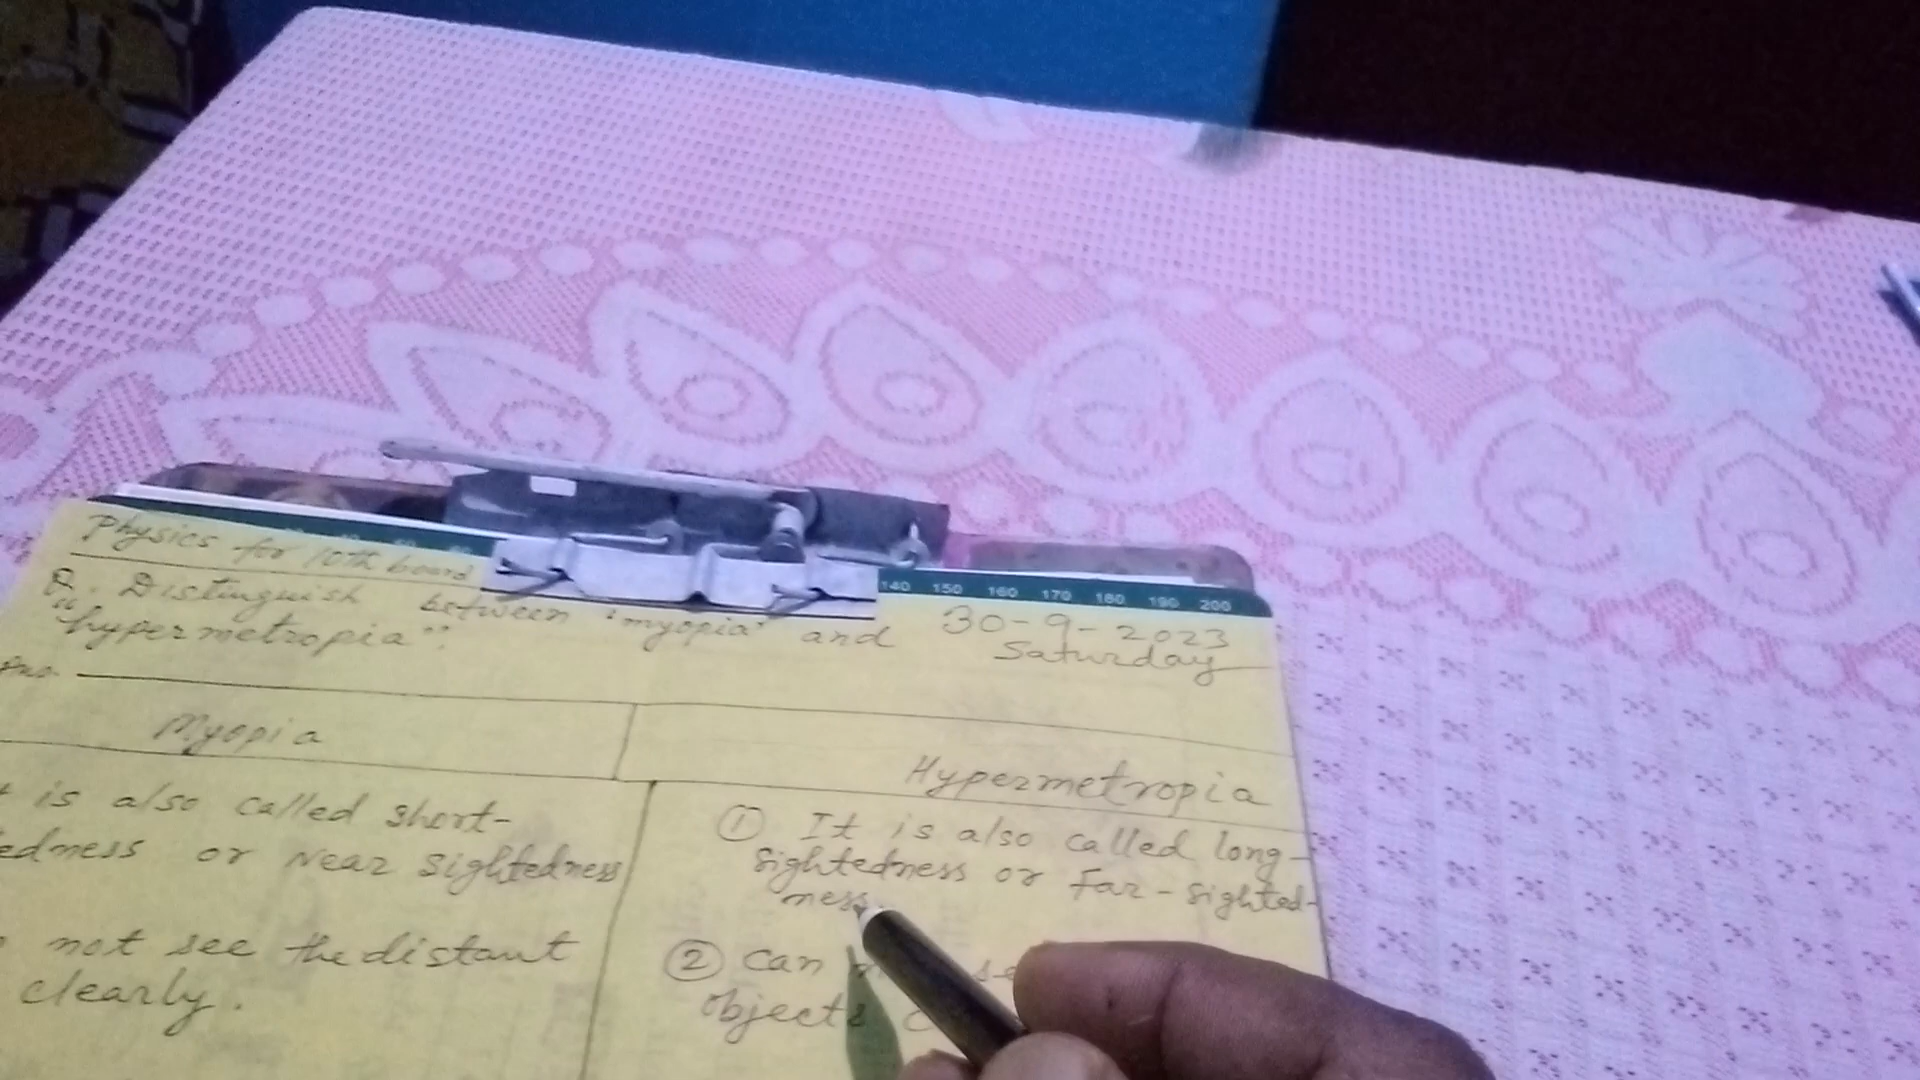 Physics for 10th board
140 150 160 170 180 190 200
Q. Distinguish between "myopia" and
"hypermetropia".
30-9-2023
Saturday
Ans.
Myopia
Hypermetropia
is also called short-
edness or Near sightedness
not see the distant
clearly.
① It is also called long-
sightedness or Far-sighted-
ness.
② can
objects